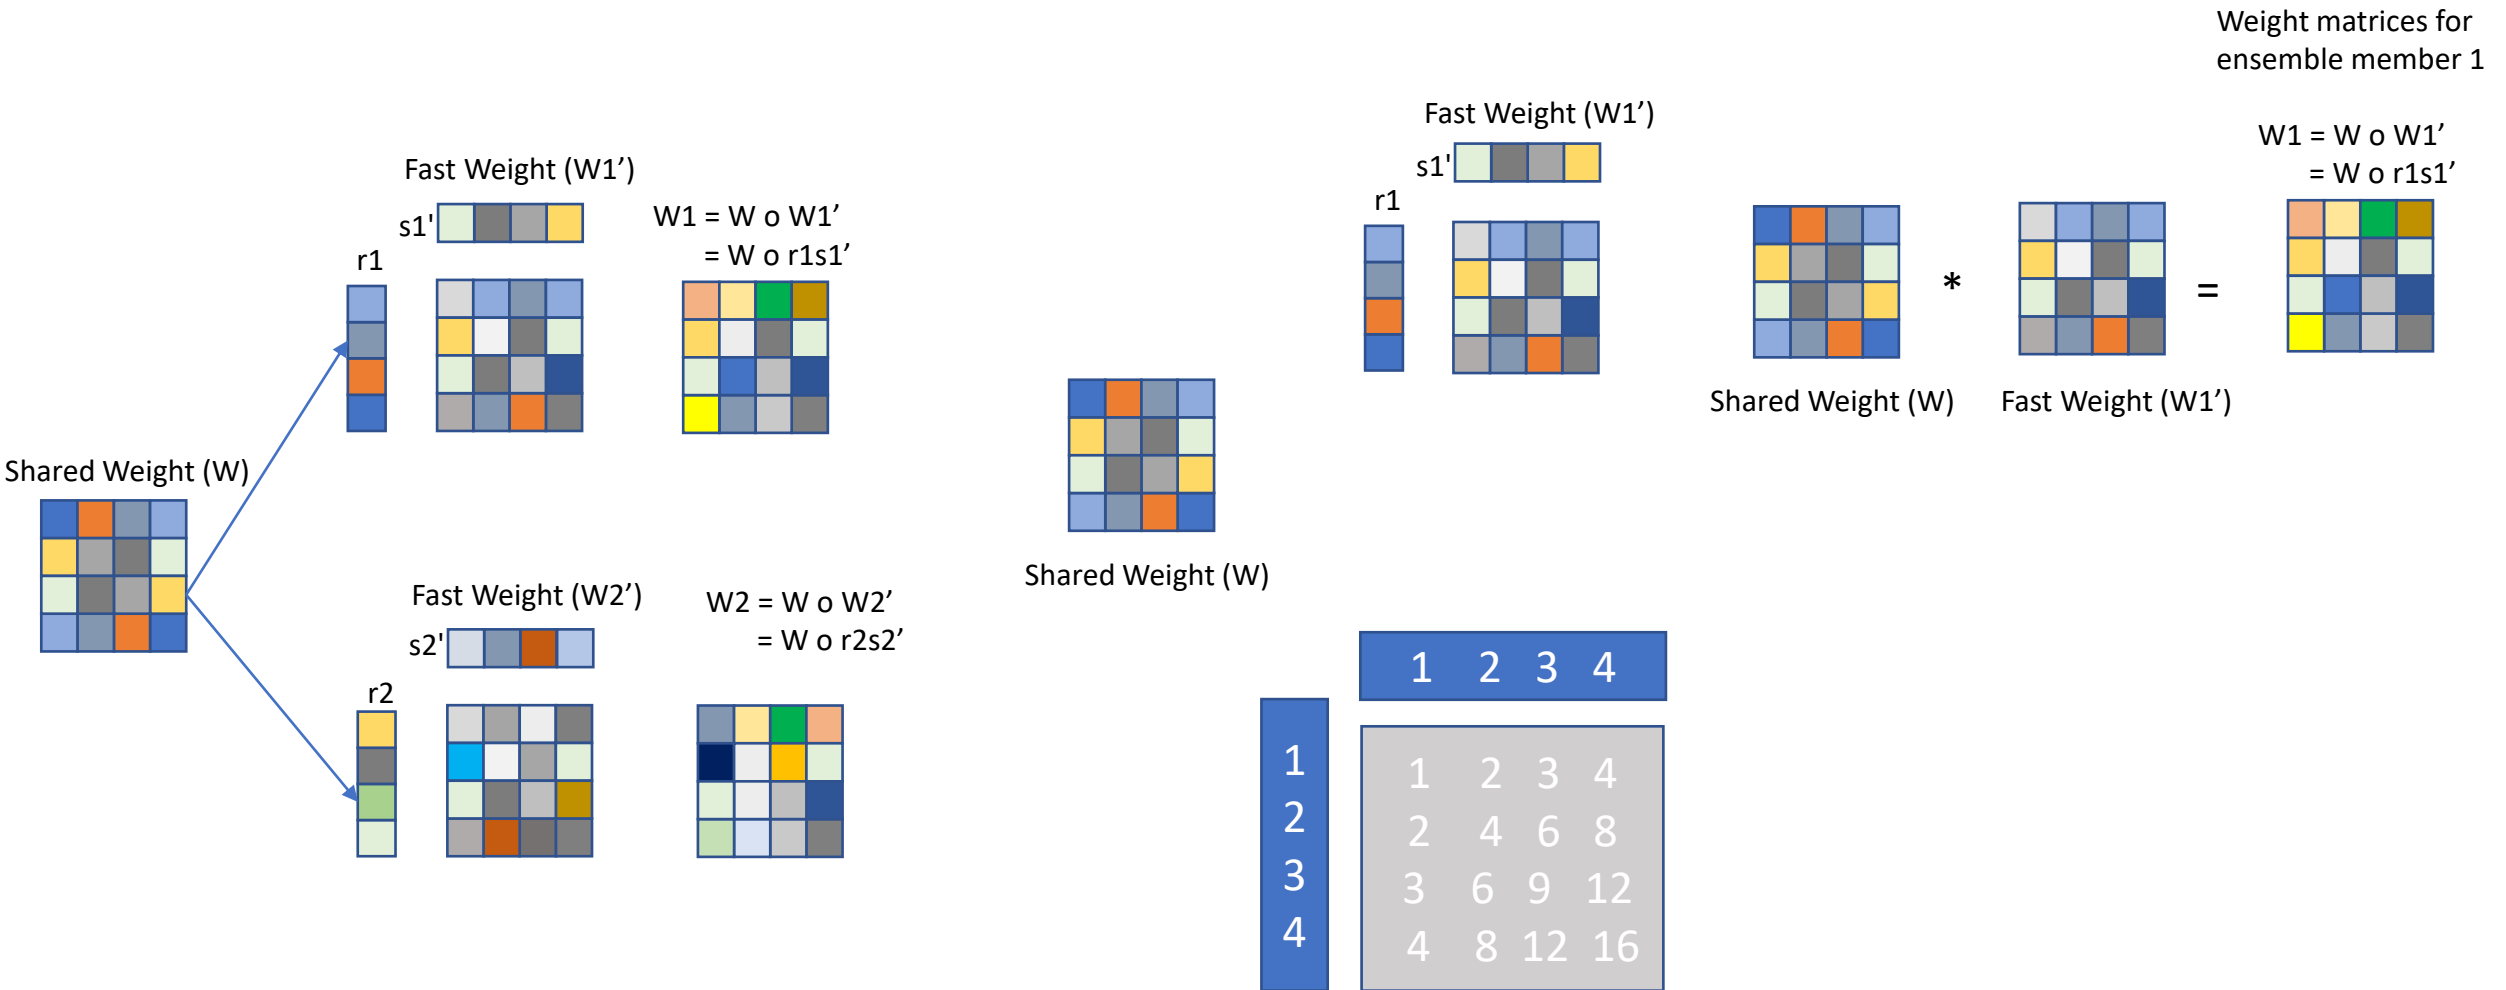 Weight matrices for
ensemble member 1
Fast Weight (W1’)
s1'
r1
W1 = W o W1’
= W o r1s1’
Shared Weight (W)
Fast Weight (W2’)
s2'
r2
W2 = W o W2’
= W o r2s2’
Fast Weight (W1’)
s1'
r1
Shared Weight (W)
*
=
W1 = W o W1’
= W o r1s1’
Shared Weight (W)
Fast Weight (W1’)
1 2 3 4
1
2
3
4
1 2 3 4
2 4 6 8
3 6 9 12
4 8 12 16